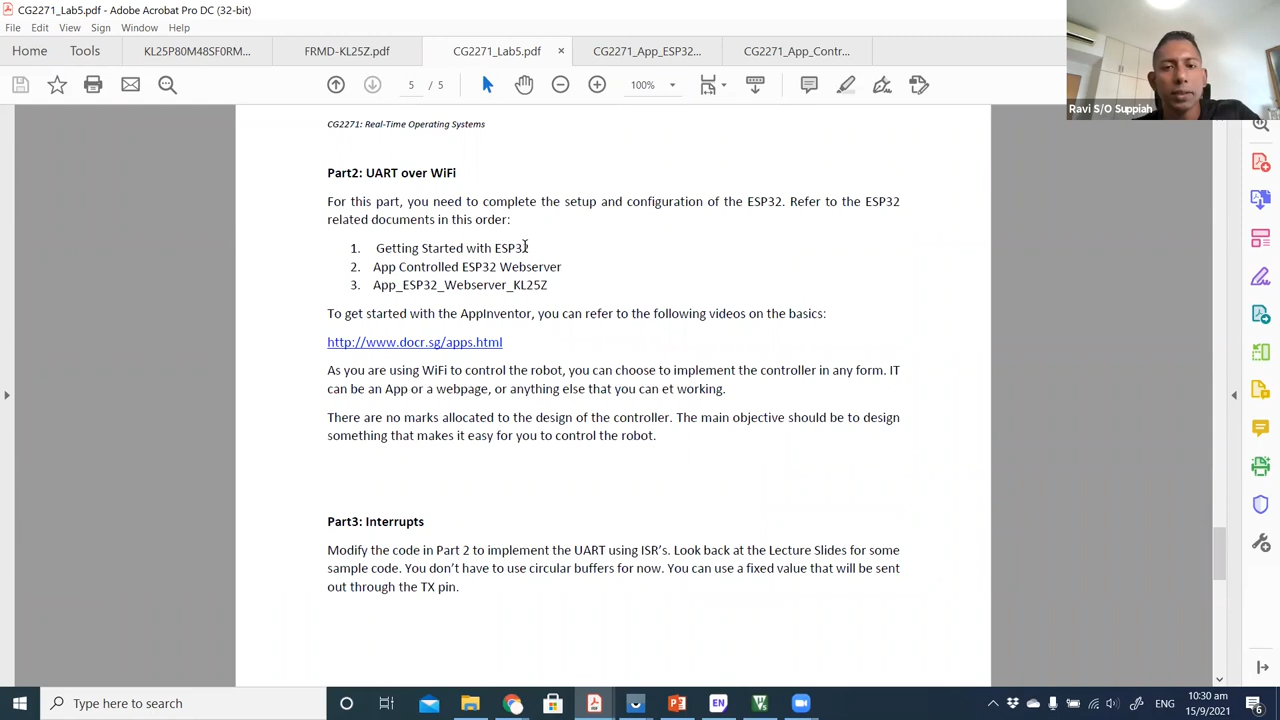 CG2271_Lab5.pdf - Adobe Acrobat Pro DC (32-bit)
File Edit View Sign Window Help
Home Tools KL25P80M48SF0RM... FRMD-KL25Z.pdf CG2271_Lab5.pdf × CG2271_App_ESP32... CG2271_App_Contr...
5 / 5 100%
Ravi S/O Suppiah
CG2271: Real-Time Operating Systems
Part2: UART over WiFi
For this part, you need to complete the setup and configuration of the ESP32. Refer to the ESP32
related documents in this order:
1. Getting Started with ESP32
2. App Controlled ESP32 Webserver
3. App_ESP32_Webserver_KL25Z
To get started with the AppInventor, you can refer to the following videos on the basics:
http://www.docr.sg/apps.html
As you are using WiFi to control the robot, you can choose to implement the controller in any form. IT
can be an App or a webpage, or anything else that you can et working.
There are no marks allocated to the design of the controller. The main objective should be to design
something that makes it easy for you to control the robot.
Part3: Interrupts
Modify the code in Part 2 to implement the UART using ISR's. Look back at the Lecture Slides for some
sample code. You don't have to use circular buffers for now. You can use a fixed value that will be sent
out through the TX pin.
Type here to search
EN
10:30 am
15/9/2021
6